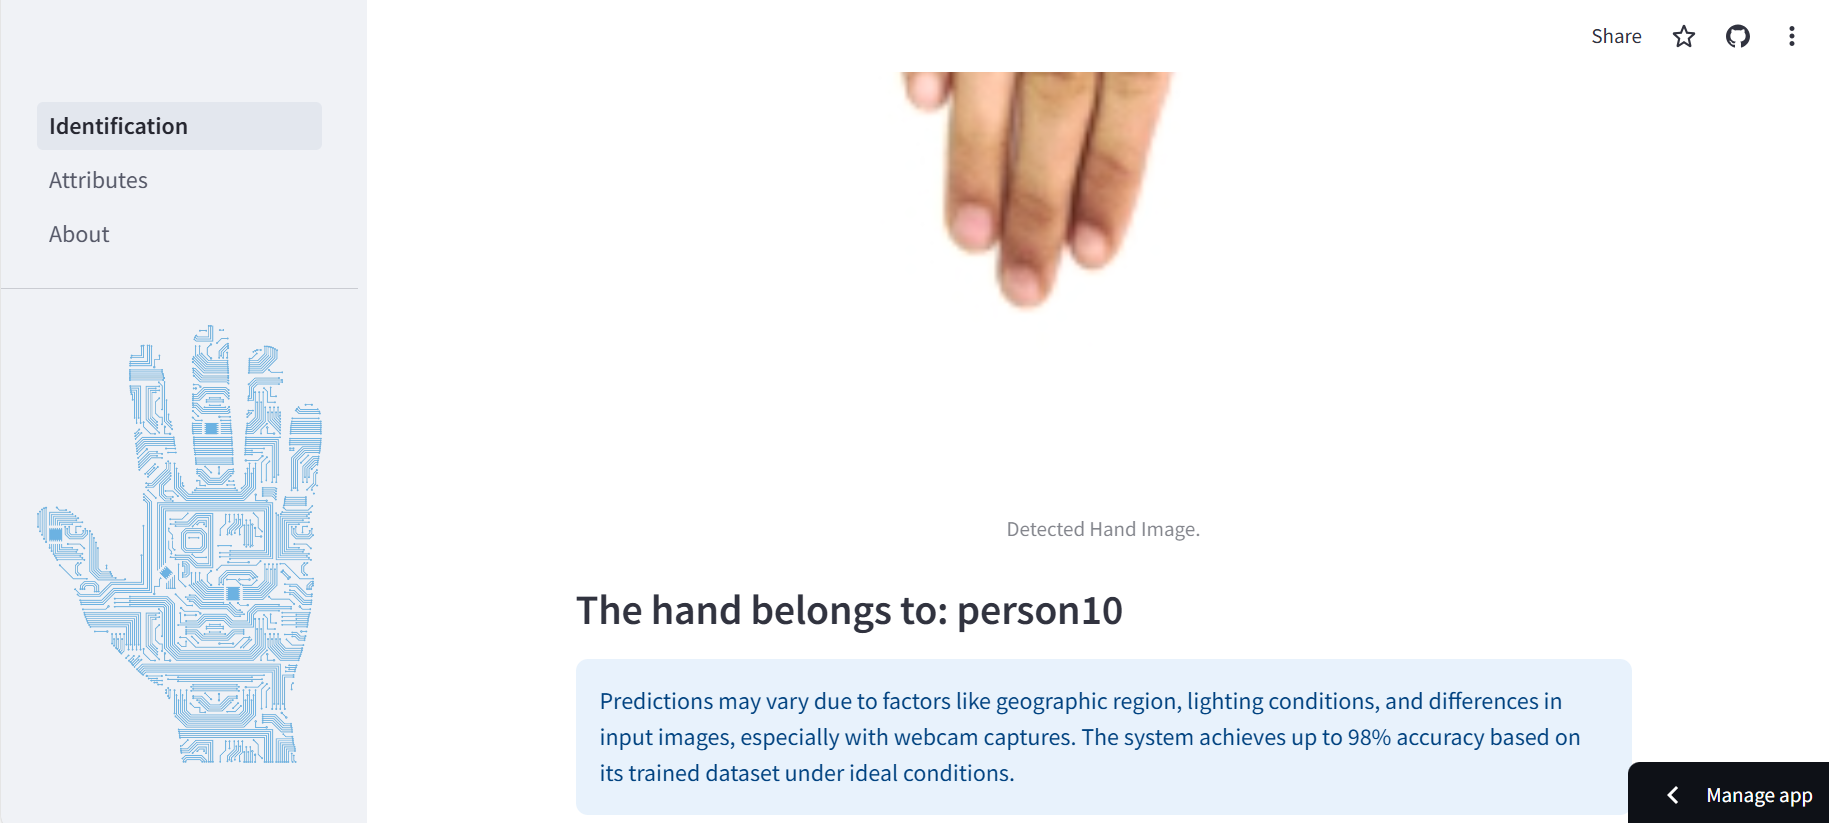 Share
Identification
Attributes
About
Detected Hand Image.
The hand belongs to: person10
Predictions may vary due to factors like geographic region, lighting conditions, and differences in
input images, especially with webcam captures. The system achieves up to 98% accuracy based on
its trained dataset under ideal conditions.
Manage app